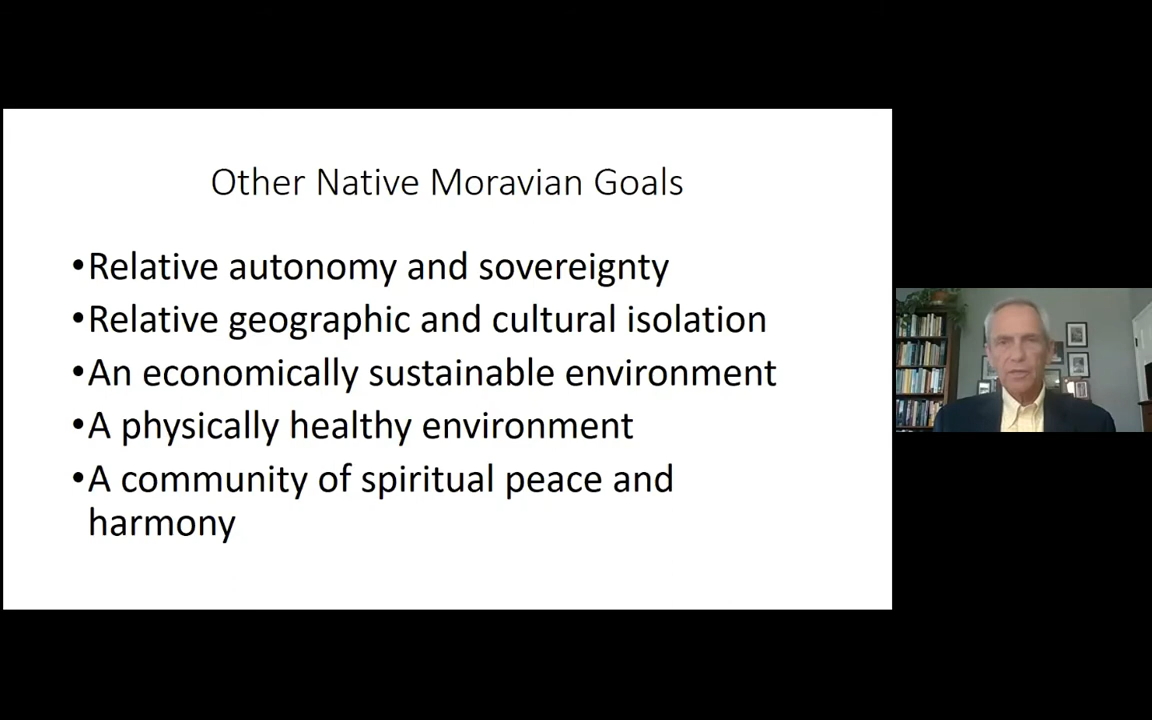 Other Native Moravian Goals
•Relative autonomy and sovereignty
•Relative geographic and cultural isolation
•An economically sustainable environment
•A physically healthy environment
•A community of spiritual peace and
harmony